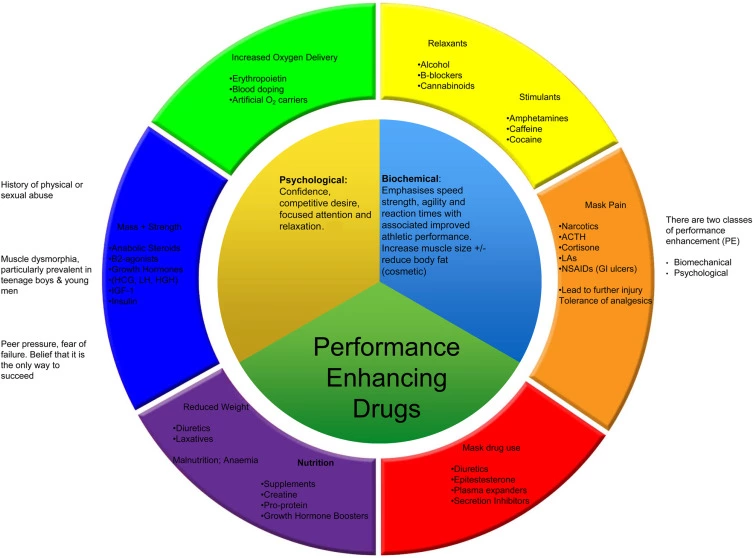 Increased Oxygen Delivery
•Erythropoietin
•Blood doping
•Artificial O₂ carriers
Relaxants
•Alcohol
•B-blockers
•Cannabinoids
Stimulants
•Amphetamines
•Caffeine
•Cocaine
History of physical or
sexual abuse
Muscle dysmorphia,
particularly prevalent in
teenage boys & young
men
Peer pressure, fear of
failure. Belief that it is
the only way to
succeed
Mass + Strength
•Anabolic Steroids
•B2-agonists
•Growth Hormones
(HCG, LH, HGH)
•IGF-1
•Insulin
Psychological:
Confidence,
competitive desire,
focused attention and
relaxation.
Biochemical:
Emphasises speed
strength, agility and
reaction times with
associated improved
athletic performance.
Increase muscle size +/-
reduce body fat
(cosmetic)
Performance
Enhancing
Drugs
Mask Pain
•Narcotics
•ACTH
•Cortisone
•LAs
•NSAIDs (GI ulcers)
•Lead to further injury
Tolerance of analgesics
There are two classes
of performance
enhancement (PE)
• Biomechanical
• Psychological
Reduced Weight
•Diuretics
•Laxatives
Malnutrition; Anaemia
Nutrition
•Supplements
•Creatine
•Pro-protein
•Growth Hormone Boosters
Mask drug use
•Diuretics
•Epitestesterone
•Plasma expanders
•Secretion Inhibitors